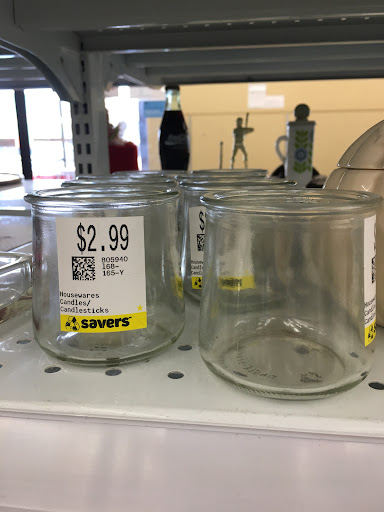 $2.99
805940
168-
165-Y
Housewares
Candles/
Candlesticks
savers